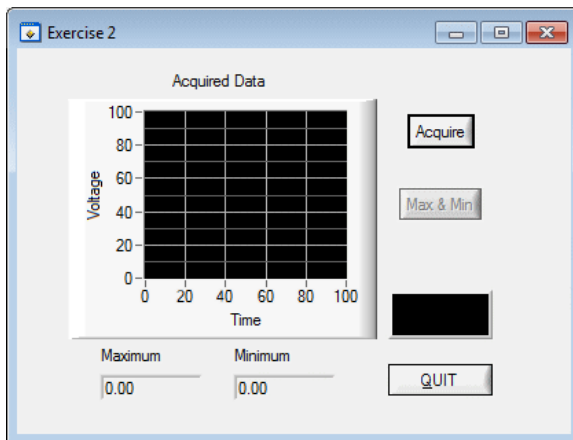 Exercise 2
Acquired Data
100
80
60
40
20
0
Voltage
0 20 40 60 80 100
Time
Acquire
Max & Min
Maximum Minimum
0.00 0.00
QUIT